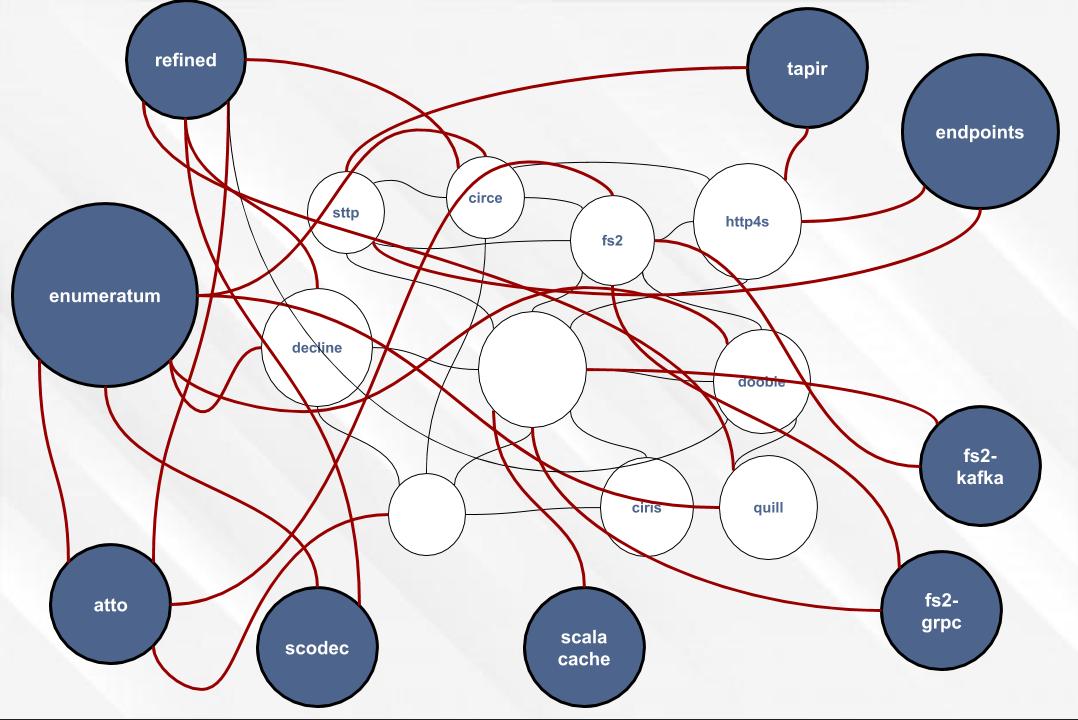 refined
tapir
endpoints
circe
sttp
http4s
fs2
enumeratum
decline
dooble
fs2-
kafka
ciris
quill
atto
fs2-
grpc
scodec
scala
cache